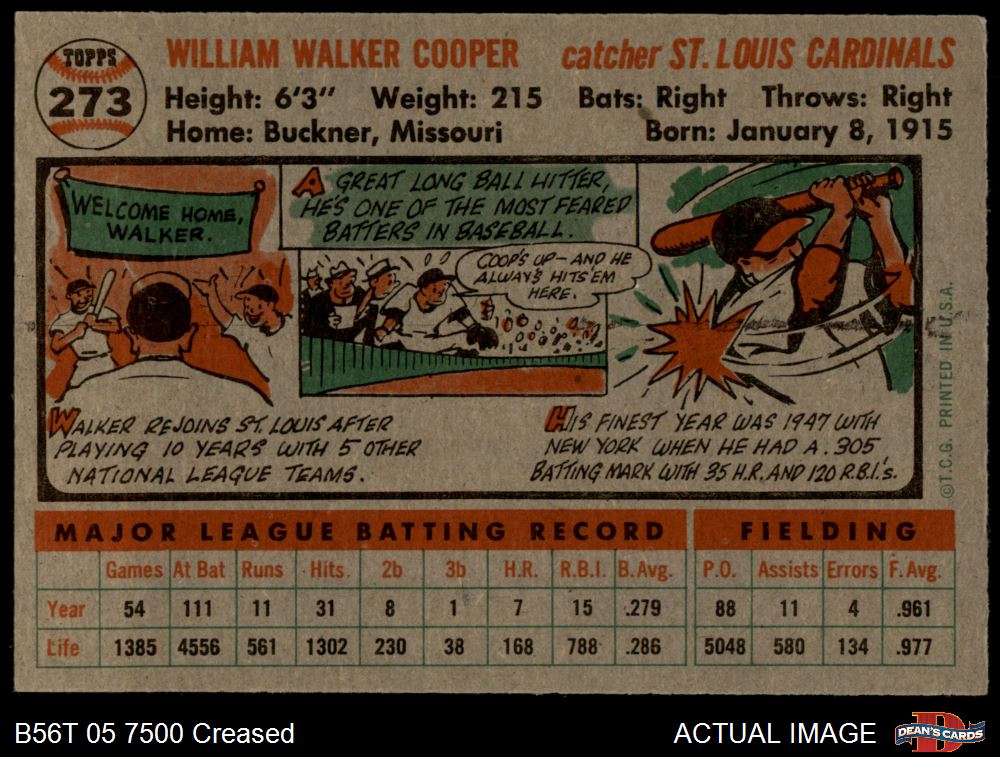 TOPPS
273
WILLIAM WALKER COOPER catcher ST. LOUIS CARDINALS
Height: 6'3" Weight: 215 Bats: Right Throws: Right
Home: Buckner, Missouri Born: January 8, 1915
WELCOME HOME,
WALKER.
A GREAT LONG BALL HITTER,
HE'S ONE OF THE MOST FEARED
BATTERS IN BASEBALL.
COOP'S UP - AND HE
ALWAYS HITS 'EM
HERE.
WALKER REJOINS ST. LOUIS AFTER
PLAYING 10 YEARS WITH 5 OTHER
NATIONAL LEAGUE TEAMS.
HIS FINEST YEAR WAS 1947 WITH
NEW YORK WHEN HE HAD A .305
BATTING MARK WITH 35 H.R. AND 120 R.B.I.'s.
©T.C.G. PRINTED IN U.S.A.
MAJOR LEAGUE BATTING RECORD FIELDING
Games At Bat Runs Hits. 2b 3b H.R. R.B.I. B.Avg. P.O. Assists Errors F.Avg.
Year 54 111 11 31 8 1 7 15 .279 88 11 4 .961
Life 1385 4556 561 1302 230 38 168 788 .286 5048 580 134 .977
B56T 05 7500 Creased ACTUAL IMAGE
D
DEAN'S CARDS